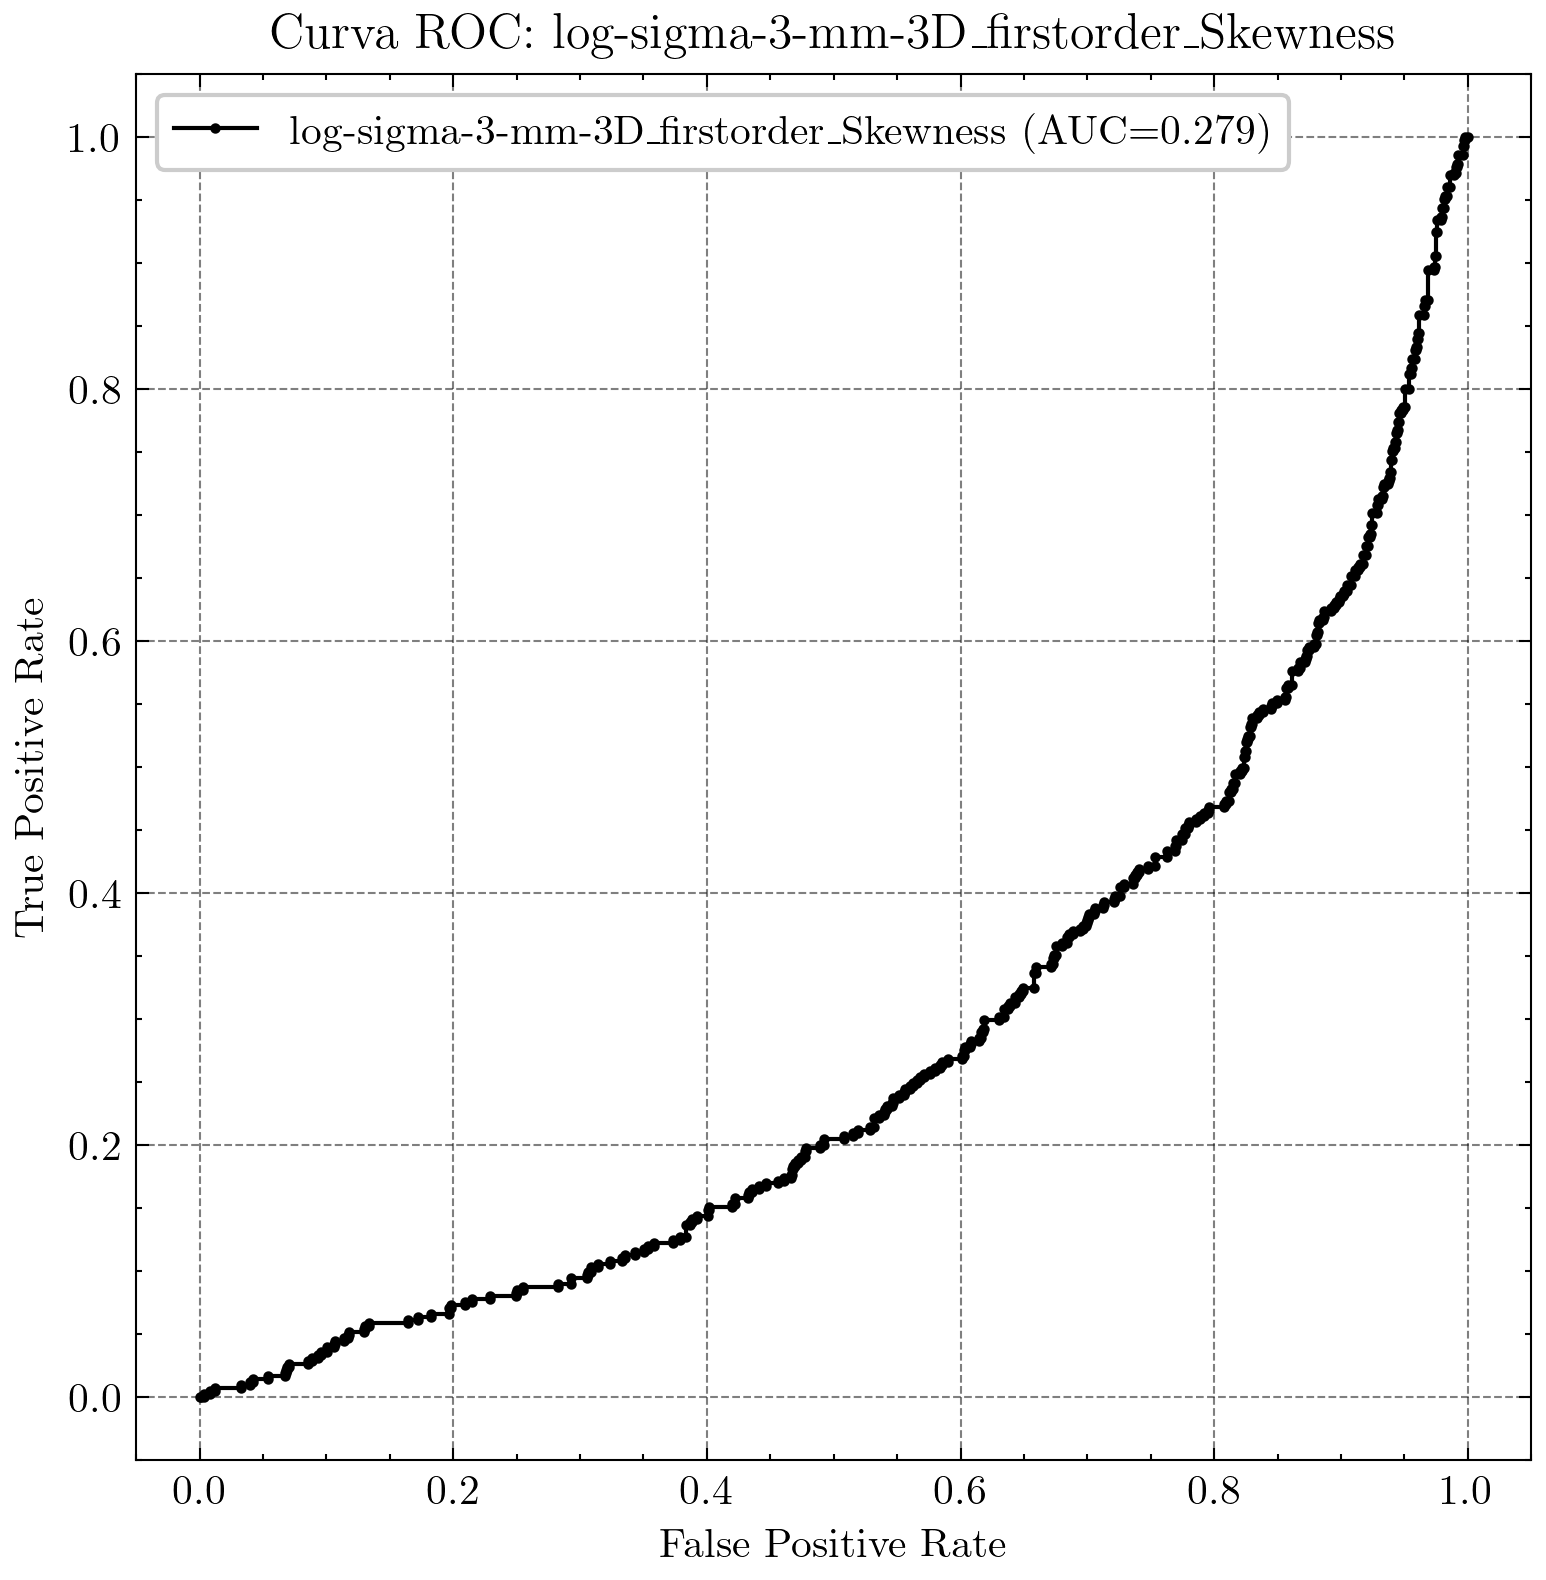 Curva ROC: log-sigma-3-mm-3D_firstorder_Skewness
log-sigma-3-mm-3D_firstorder_Skewness (AUC=0.279)
1.0
0.8
0.6
0.4
0.2
0.0
True Positive Rate
0.0 0.2 0.4 0.6 0.8 1.0
False Positive Rate